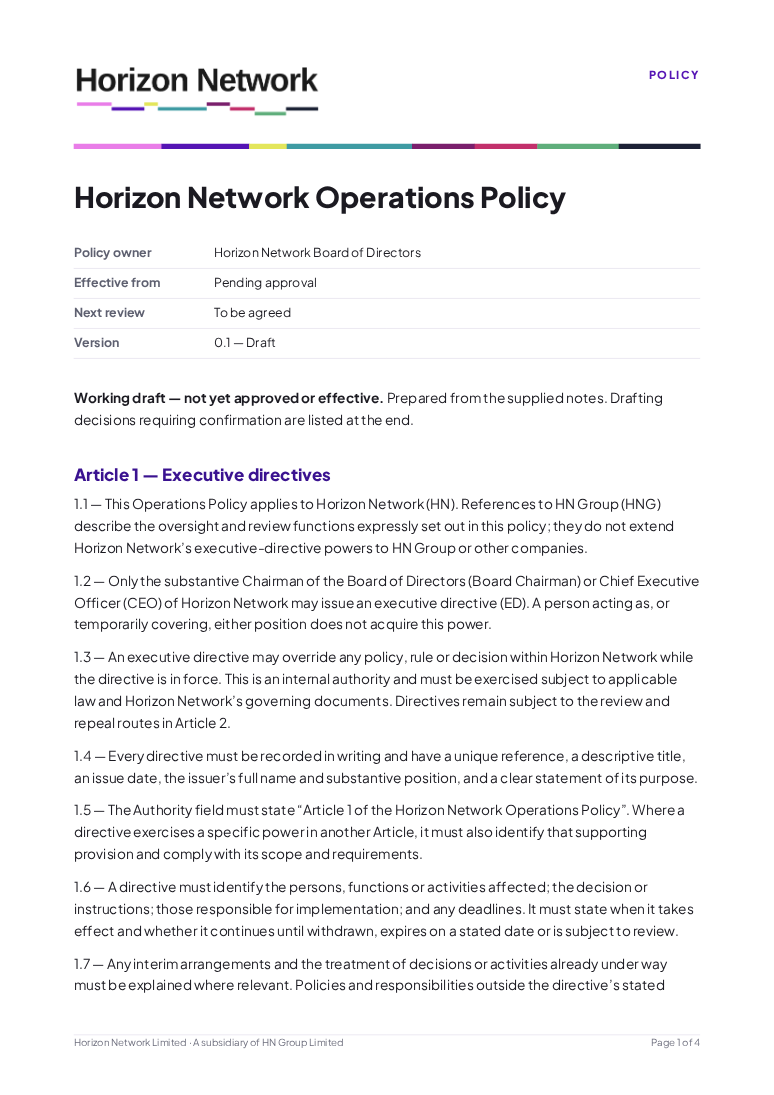 Horizon Network
POLICY
Horizon Network Operations Policy
Policy owner Horizon Network Board of Directors
Effective from Pending approval
Next review To be agreed
Version 0.1 — Draft
Working draft — not yet approved or effective. Prepared from the supplied notes. Drafting
decisions requiring confirmation are listed at the end.
Article 1 — Executive directives
1.1 — This Operations Policy applies to Horizon Network (HN). References to HN Group (HNG)
describe the oversight and review functions expressly set out in this policy; they do not extend
Horizon Network’s executive-directive powers to HN Group or other companies.
1.2 — Only the substantive Chairman of the Board of Directors (Board Chairman) or Chief Executive
Officer (CEO) of Horizon Network may issue an executive directive (ED). A person acting as, or
temporarily covering, either position does not acquire this power.
1.3 — An executive directive may override any policy, rule or decision within Horizon Network while
the directive is in force. This is an internal authority and must be exercised subject to applicable
law and Horizon Network’s governing documents. Directives remain subject to the review and
repeal routes in Article 2.
1.4 — Every directive must be recorded in writing and have a unique reference, a descriptive title,
an issue date, the issuer’s full name and substantive position, and a clear statement of its purpose.
1.5 — The Authority field must state “Article 1 of the Horizon Network Operations Policy”. Where a
directive exercises a specific power in another Article, it must also identify that supporting
provision and comply with its scope and requirements.
1.6 — A directive must identify the persons, functions or activities affected; the decision or
instructions; those responsible for implementation; and any deadlines. It must state when it takes
effect and whether it continues until withdrawn, expires on a stated date or is subject to review.
1.7 — Any interim arrangements and the treatment of decisions or activities already under way
must be explained where relevant. Policies and responsibilities outside the directive’s stated
Horizon Network Limited · A subsidiary of HN Group Limited
Page 1 of 4